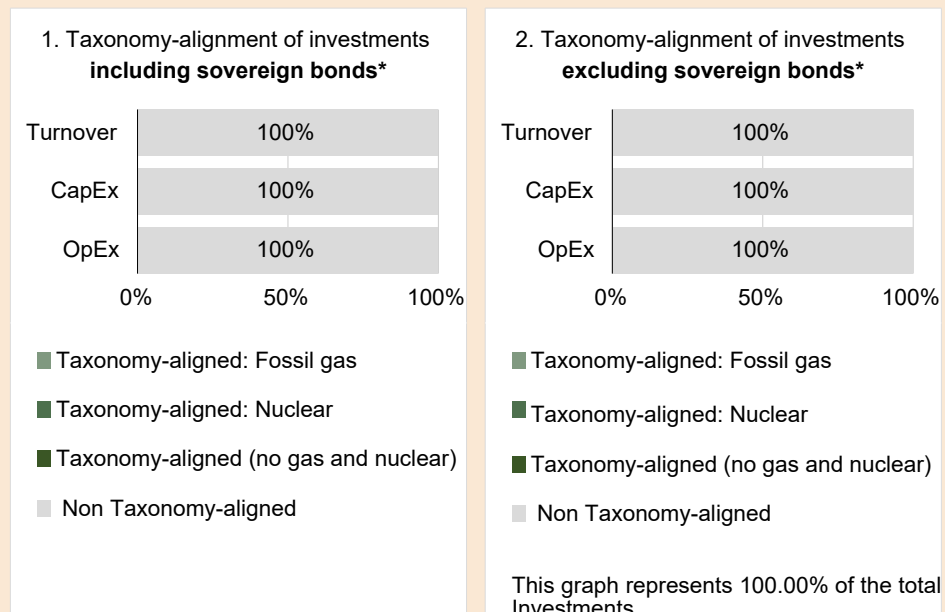 1. Taxonomy-alignment of investments
including sovereign bonds*
Turnover 100%
CapEx 100%
OpEx 100%
0% 50% 100%
Taxonomy-aligned: Fossil gas
Taxonomy-aligned: Nuclear
Taxonomy-aligned (no gas and nuclear)
Non Taxonomy-aligned
2. Taxonomy-alignment of investments
excluding sovereign bonds*
Turnover 100%
CapEx 100%
OpEx 100%
0% 50% 100%
Taxonomy-aligned: Fossil gas
Taxonomy-aligned: Nuclear
Taxonomy-aligned (no gas and nuclear)
Non Taxonomy-aligned
This graph represents 100.00% of the total
Investments